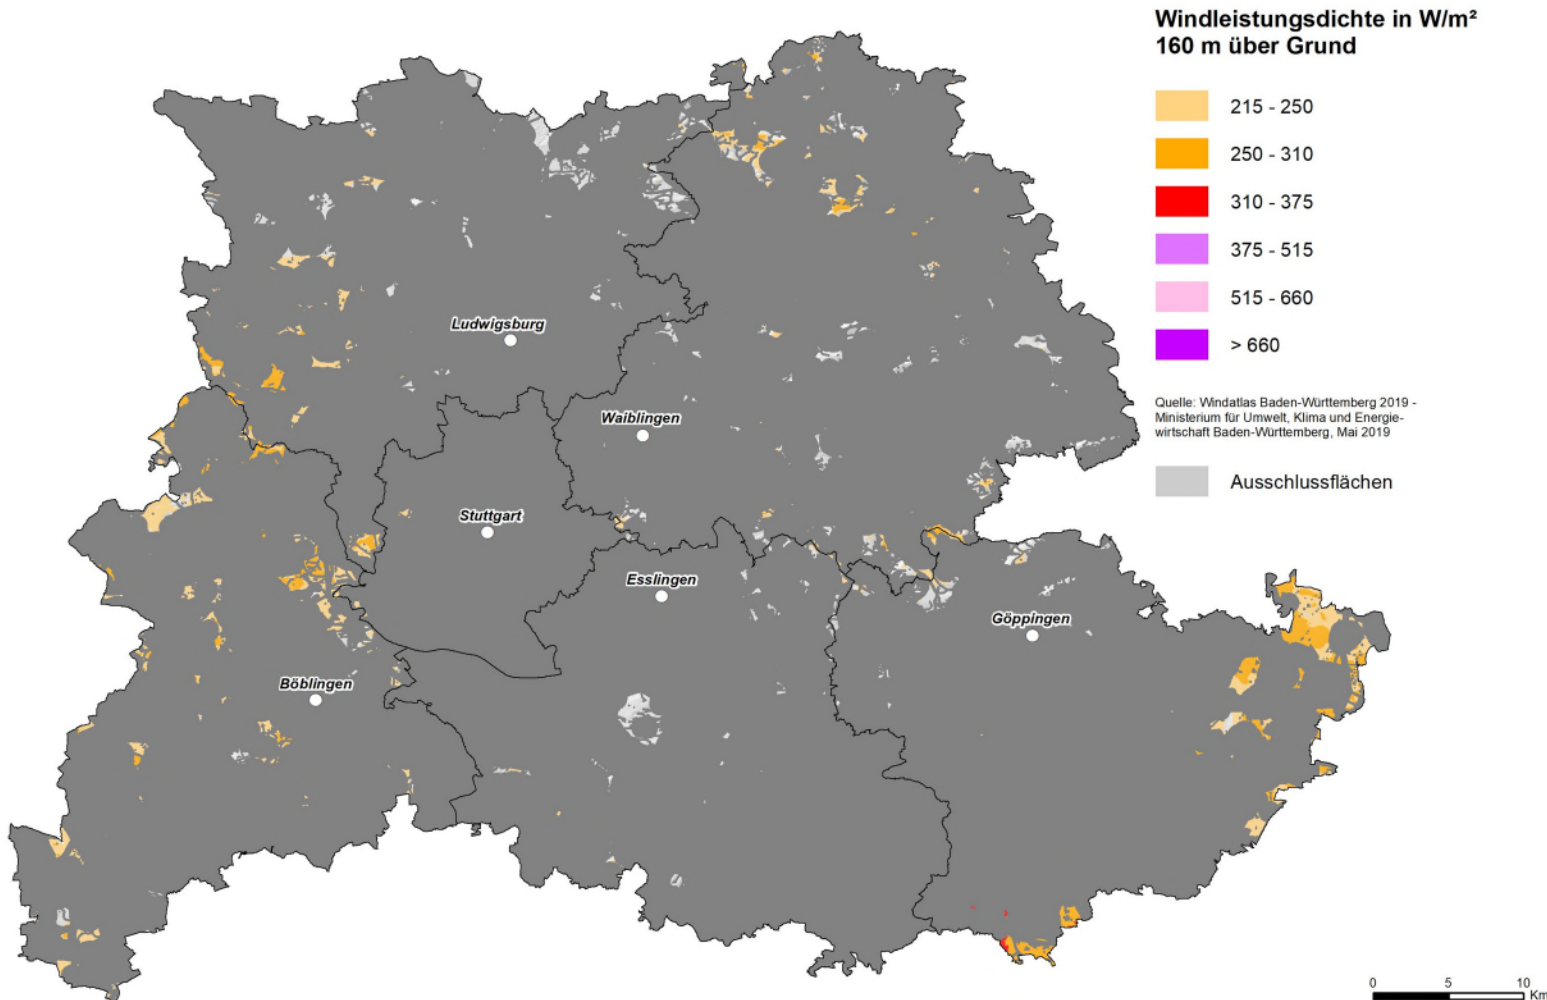 Windleistungsdichte in W/m²
160 m über Grund
215 - 250
250 - 310
310 - 375
375 - 515
515 - 660
> 660
Quelle: Windatlas Baden-Württemberg 2019 -
Ministerium für Umwelt, Klima und Energie-
wirtschaft Baden-Württemberg, Mai 2019
Ausschlussflächen
Ludwigsburg
Waiblingen
Stuttgart
Esslingen
Göppingen
Böblingen
0 5 10
Km